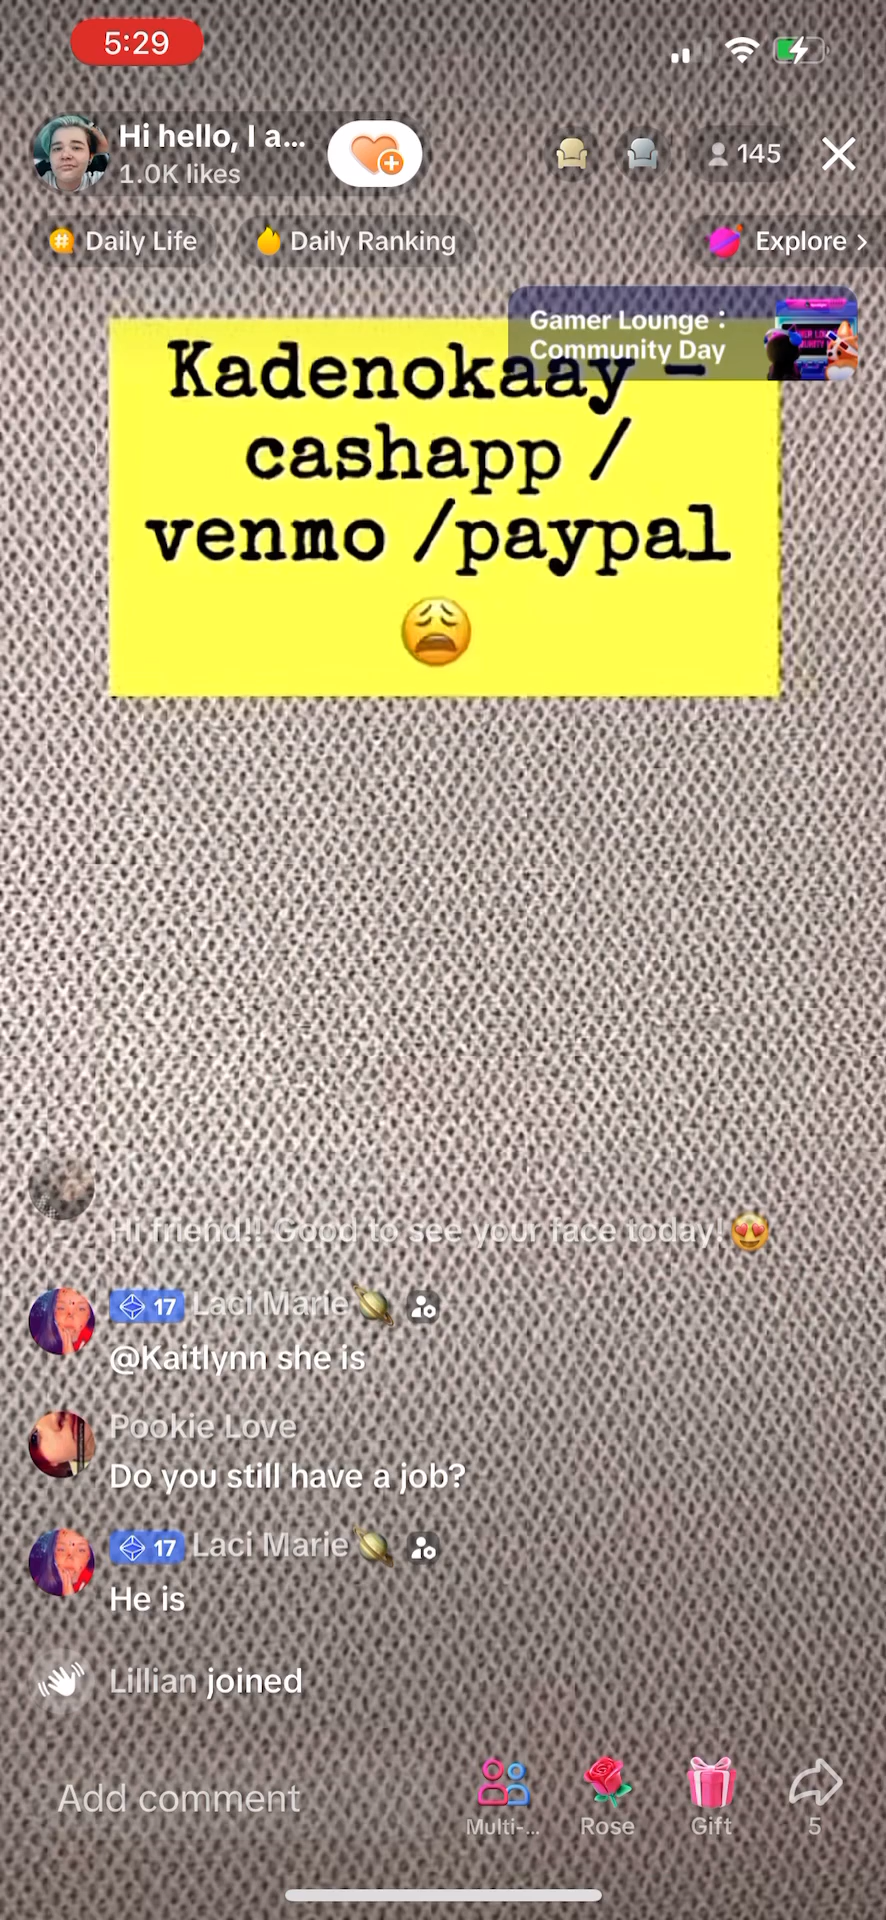 5:29
Hi hello, I a...
1.0K likes
145
Daily Life
Daily Ranking
Explore >
Gamer Lounge :
Community Day
Kadenokaay -
cashapp /
venmo /paypal
😩
Hi friend!! Good to see your face today!😍
17 Laci Marie🪐
@Kaitlynn she is
Pookie Love
Do you still have a job?
17 Laci Marie🪐
He is
Lillian joined
Add comment
Multi-...
Rose
Gift
5